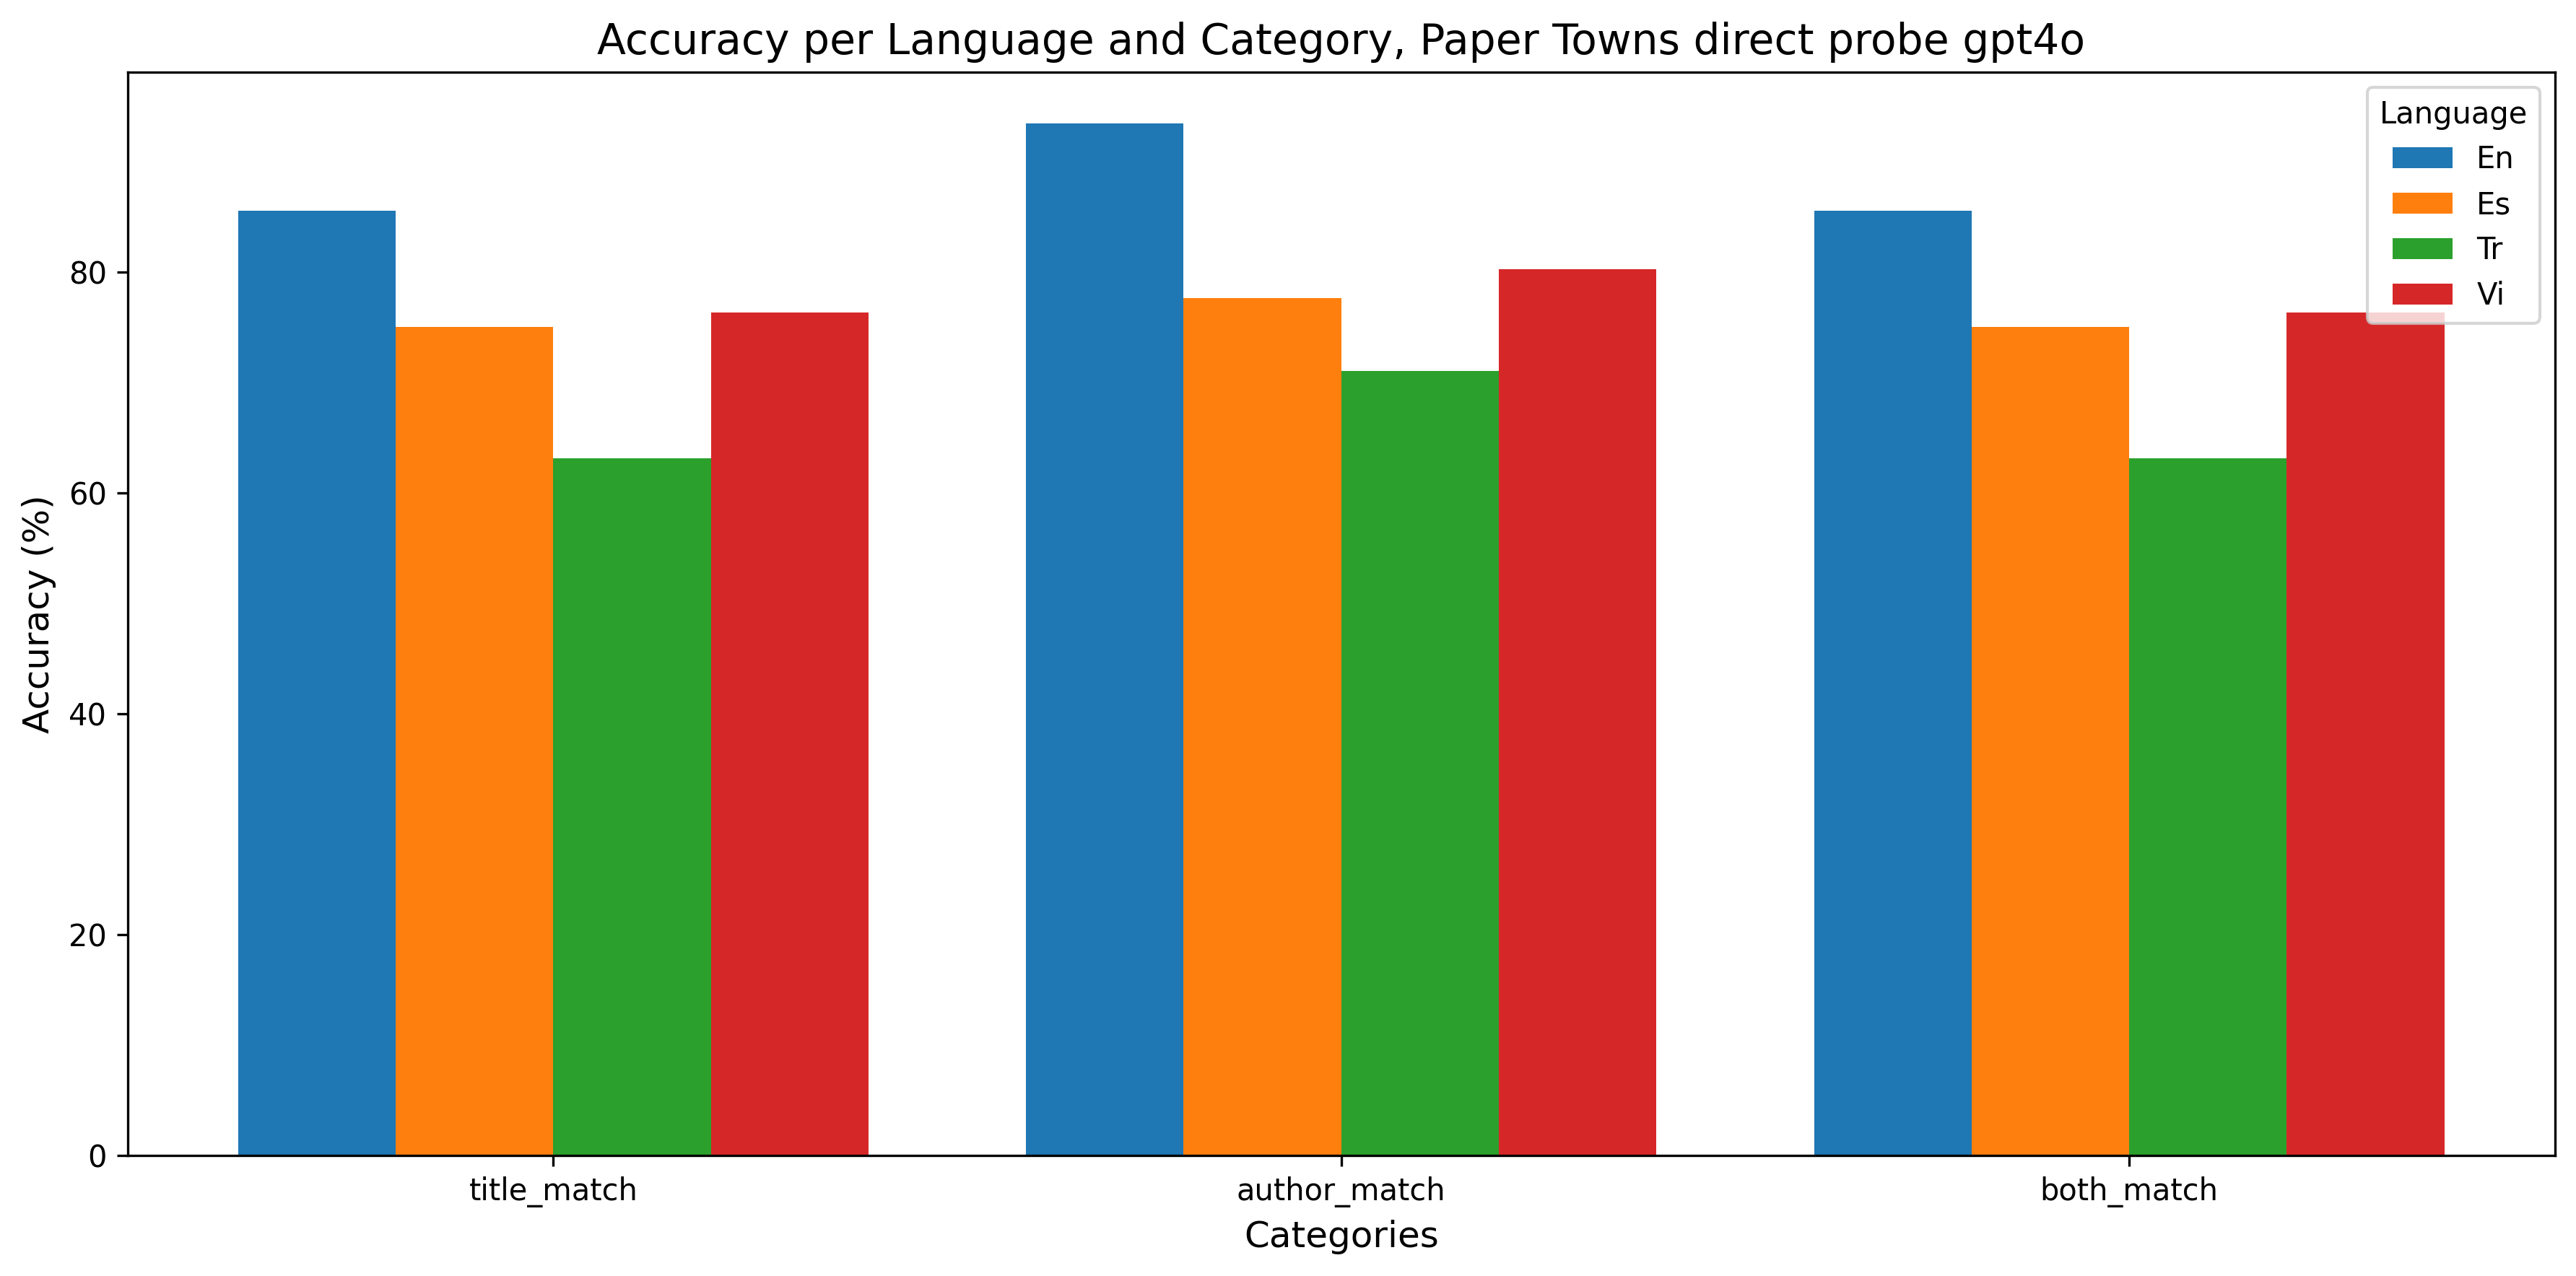 Accuracy per Language and Category, Paper Towns direct probe gpt4o
Language
En
Es
Tr
Vi
Accuracy (%)
80
60
40
20
0
title_match
author_match
both_match
Categories